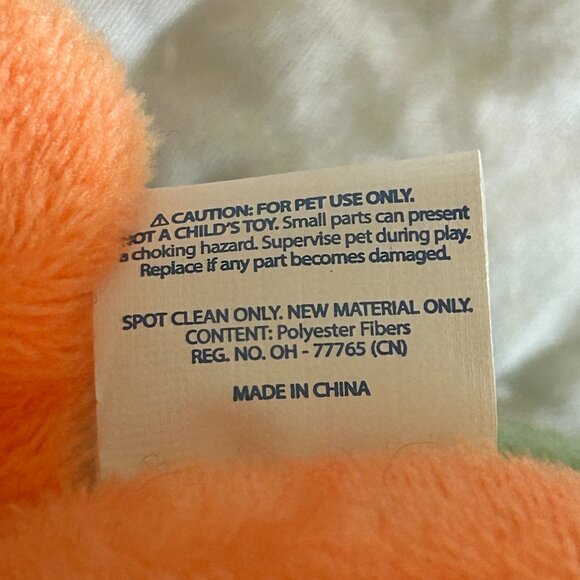 ⚠ CAUTION: FOR PET USE ONLY.
NOT A CHILD'S TOY. Small parts can present
a choking hazard. Supervise pet during play.
Replace if any part becomes damaged.
SPOT CLEAN ONLY. NEW MATERIAL ONLY.
CONTENT: Polyester Fibers
REG. NO. OH - 77765 (CN)
MADE IN CHINA